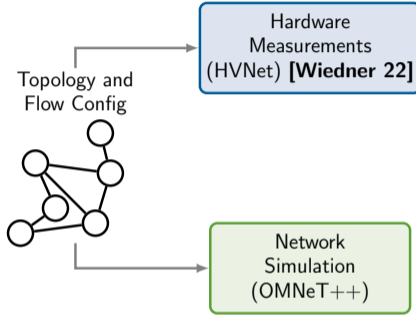 Hardware
Measurements
(HVNet) [Wiedner 22]
Topology and
Flow Config
Network
Simulation
(OMNeT++)